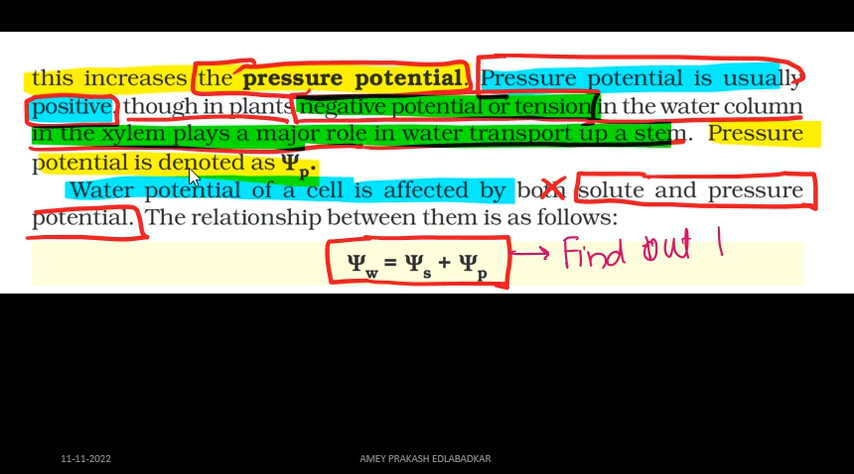 this increases the pressure potential. Pressure potential is usually
positive, though in plants negative potential or tension in the water column
in the xylem plays a major role in water transport up a stem. Pressure
potential is denoted as Ψp.
Water potential of a cell is affected by both solute and pressure
potential. The relationship between them is as follows:
Ψw = Ψs + Ψp → Find out
11-11-2022 AMEY PRAKASH EDLABADKAR